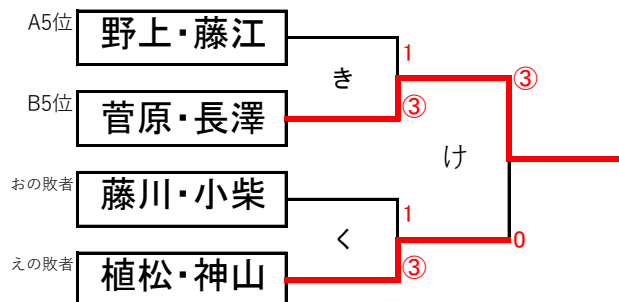 A5位 野上・藤江
1
き
③
B5位 菅原・長澤
③
け
おの敗者 藤川・小柴
1
く
0
えの敗者 植松・神山
③